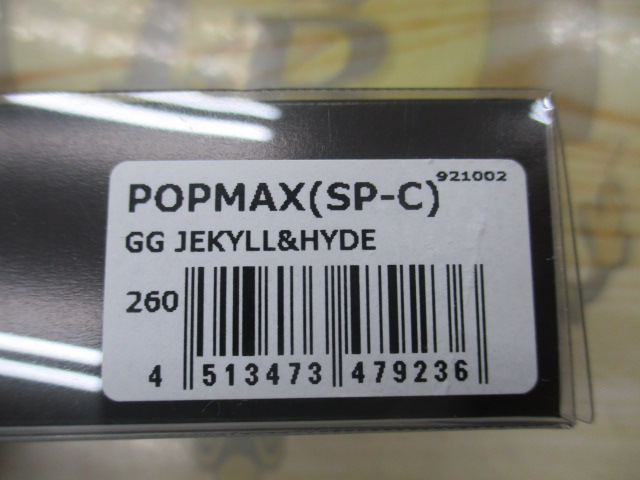 921002
POPMAX(SP-C)
GG JEKYLL&HYDE
260
4 513473 479236